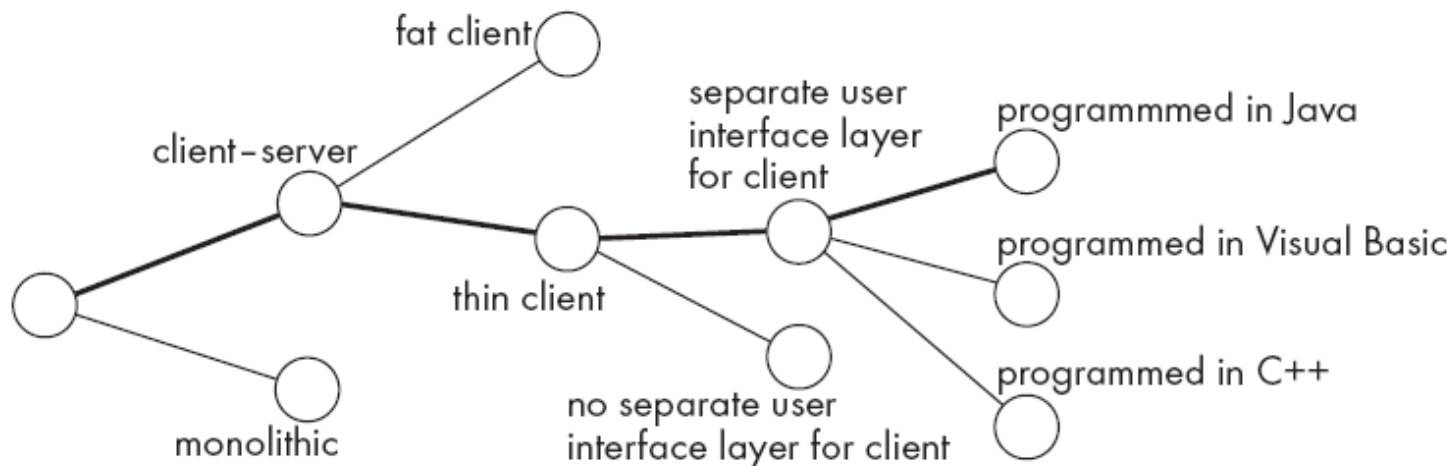 fat client
client–server
separate user
interface layer
for client
programmmed in Java
programmed in Visual Basic
thin client
programmed in C++
no separate user
interface layer for client
monolithic